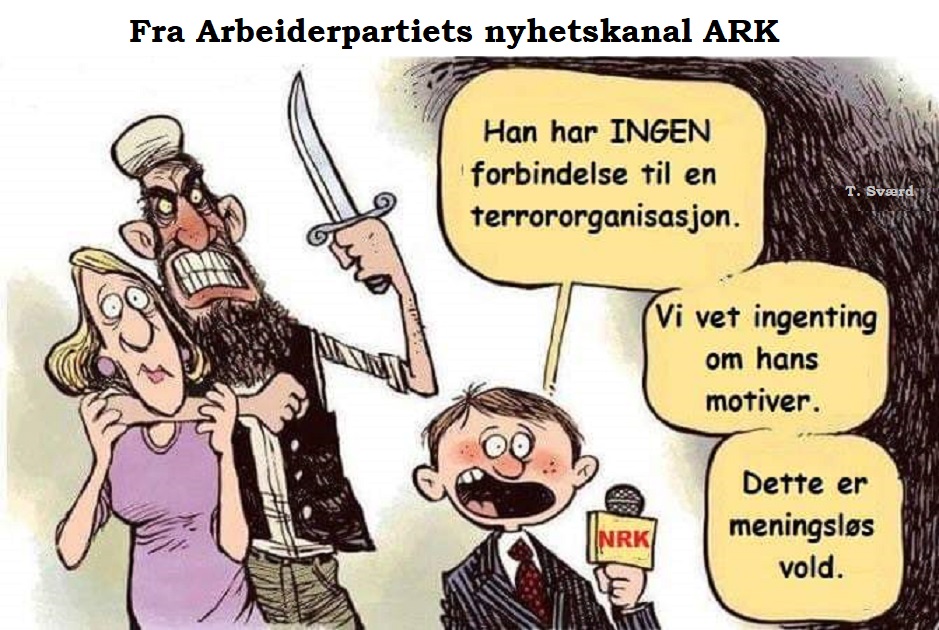 Fra Arbeiderpartiets nyhetskanal ARK
Han har INGEN
forbindelse til en
terrororganisasjon.
T. Sværd
Vi vet ingenting
om hans
motiver.
Dette er
meningsløs
vold.
NRK